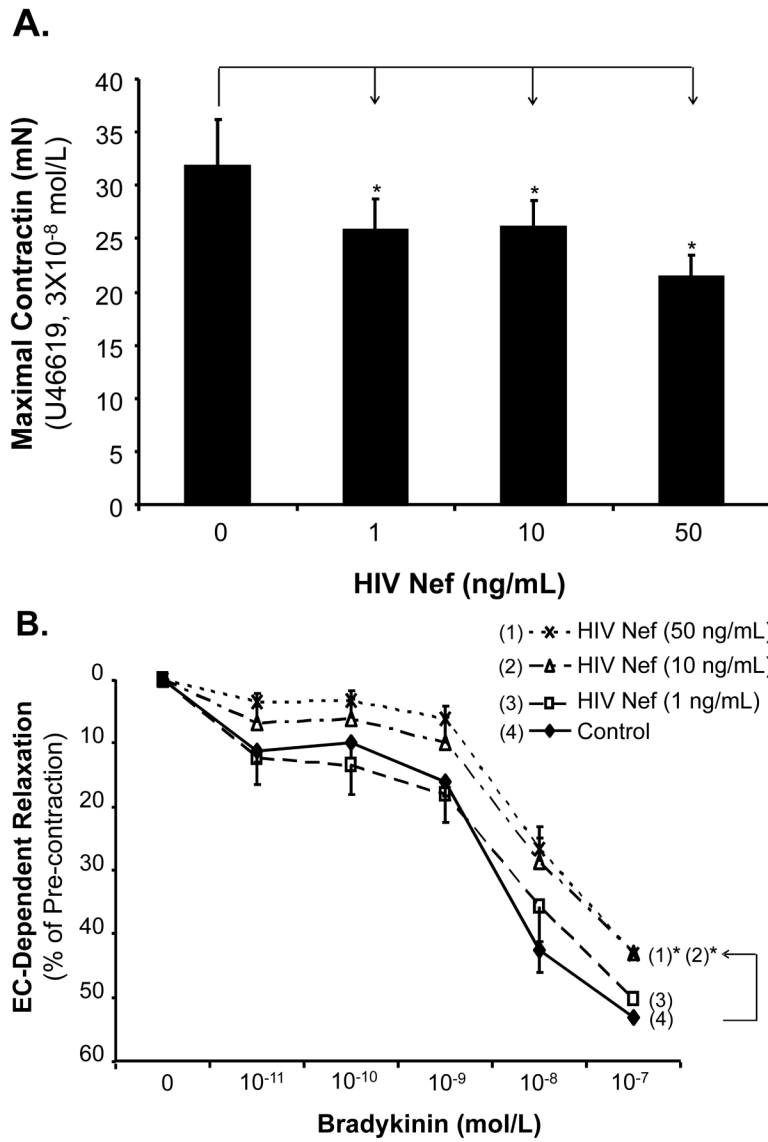 A.
Maximal Contractin (mN)
(U46619, 3X10⁻⁸ mol/L)
40
35
30
25
20
15
10
5
0
*
*
*
0 1 10 50
HIV Nef (ng/mL)
B.
(1) HIV Nef (50 ng/mL)
(2) HIV Nef (10 ng/mL)
(3) HIV Nef (1 ng/mL)
(4) Control
EC-Dependent Relaxation
(% of Pre-contraction)
0
10
20
30
40
50
60
(1)* (2)*
(3)
(4)
0 10⁻¹¹ 10⁻¹⁰ 10⁻⁹ 10⁻⁸ 10⁻⁷
Bradykinin (mol/L)